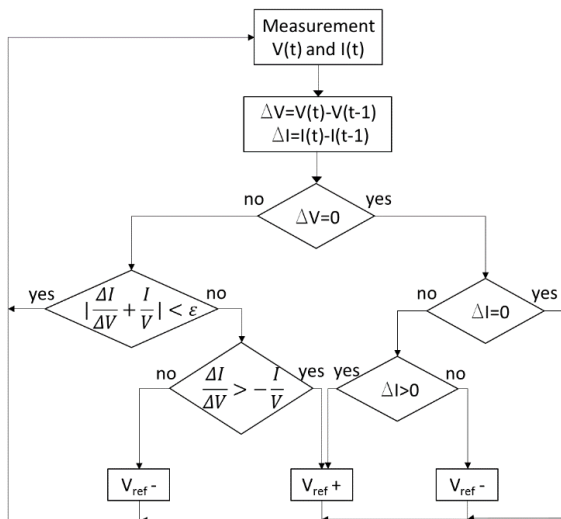 Measurement
V(t) and I(t)
ΔV=V(t)-V(t-1)
ΔI=I(t)-I(t-1)
no
yes
ΔV=0
yes
|ΔI/ΔV + I/V| < ε
no
no
ΔI=0
yes
no
ΔI/ΔV > -I/V
yes
yes
ΔI>0
no
V_ref -
V_ref +
V_ref -